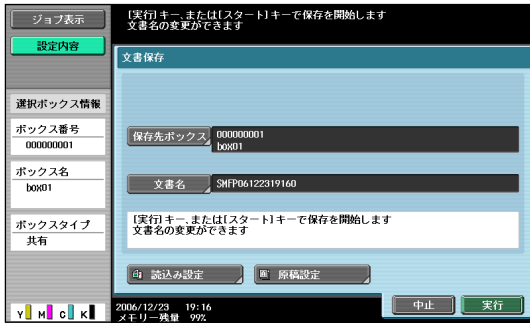 ジョブ表示
設定内容
選択ボックス情報
ボックス番号
000000001
ボックス名
box01
ボックスタイプ
共有
Y M C K
[実行]キー、または[スタート]キーで保存を開始します
文書名の変更ができます
文書保存
保存先ボックス
000000001
box01
文書名
SMFP06122319160
[実行]キー、または[スタート]キーで保存を開始します
文書名の変更ができます
読込み設定
原稿設定
2006/12/23 19:16
メモリー残量 99%
中止
実行